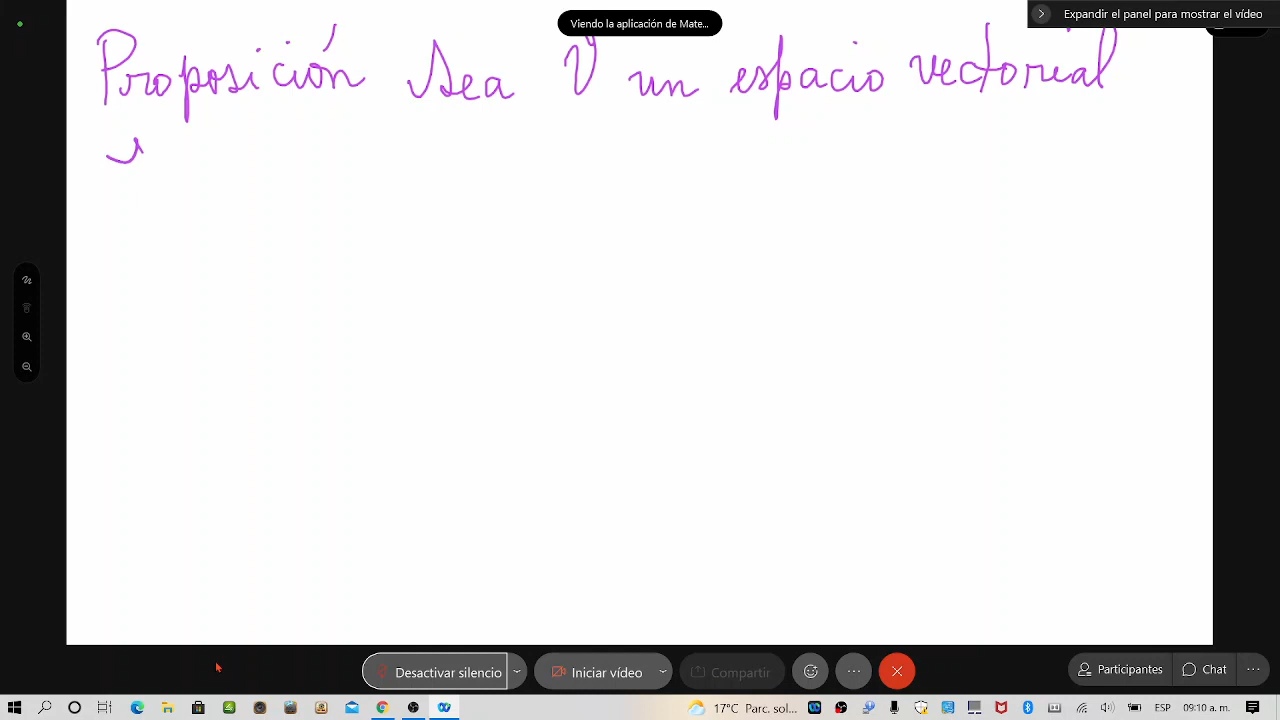 Viendo la aplicación de Mate...
Expandir el panel para mostrar el vídeo
Proposición Sea V un espacio vectorial
Desactivar silencio
Iniciar vídeo
Compartir
Participantes
Chat
17°C Parc. sol...
ESP
09:10 a. m.